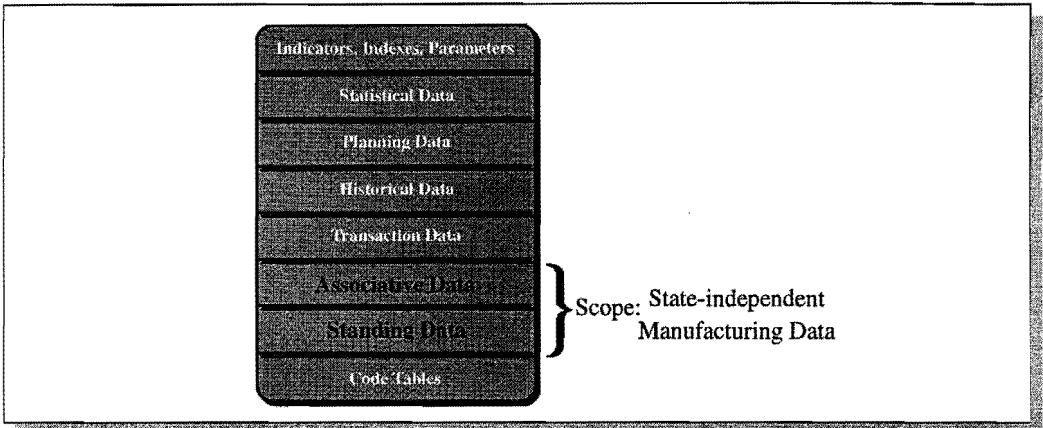 Indicators, Indexes, Parameters
Statistical Data
Planning Data
Historical Data
Transaction Data
Associative Data
Standing Data
Code Tables
Scope: State-independent
Manufacturing Data